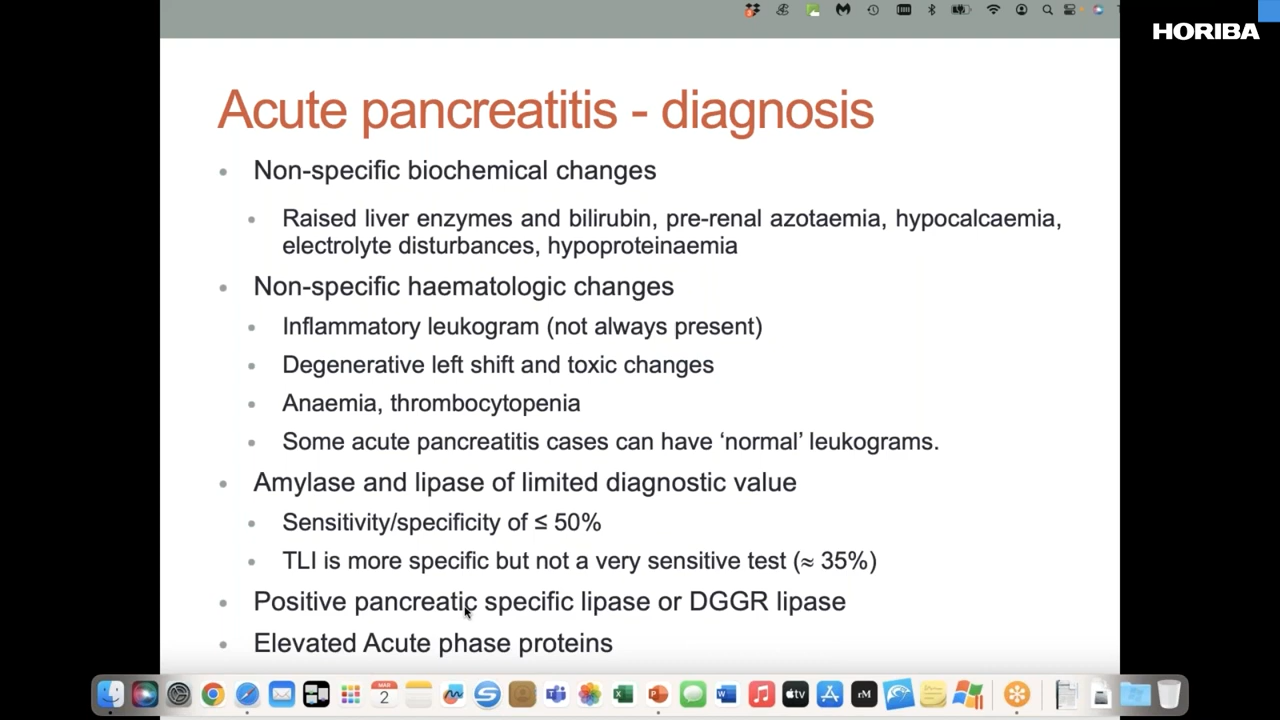 HORIBA
Acute pancreatitis - diagnosis
• Non-specific biochemical changes
• Raised liver enzymes and bilirubin, pre-renal azotaemia, hypocalcaemia,
electrolyte disturbances, hypoproteinaemia
• Non-specific haematologic changes
• Inflammatory leukogram (not always present)
• Degenerative left shift and toxic changes
• Anaemia, thrombocytopenia
• Some acute pancreatitis cases can have ‘normal’ leukograms.
• Amylase and lipase of limited diagnostic value
• Sensitivity/specificity of ≤ 50%
• TLI is more specific but not a very sensitive test (≈ 35%)
• Positive pancreatic specific lipase or DGGR lipase
• Elevated Acute phase proteins
MAR
2
tv
rM